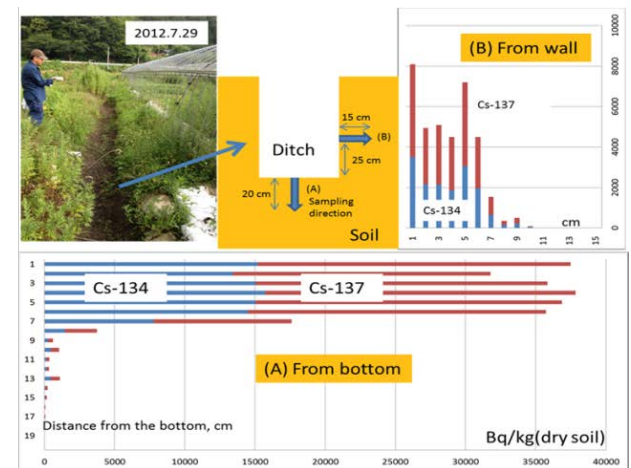 2012.7.29
Ditch
15 cm
(B)
25 cm
20 cm
(A)
Sampling
direction
Soil
(B) From wall
Cs-137
Cs-134
cm
10000
8000
6000
4000
2000
0
1
3
5
7
9
11
13
15
1
3
5
7
9
11
13
15
17
19
Cs-134
Cs-137
(A) From bottom
Distance from the bottom, cm
Bq/kg(dry soil)
0
5000
10000
15000
20000
25000
30000
35000
40000